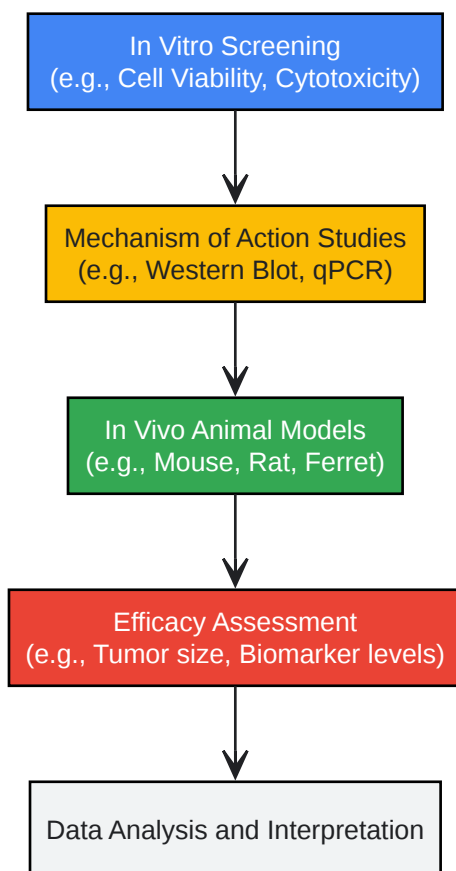 In Vitro Screening
(e.g., Cell Viability, Cytotoxicity)
Mechanism of Action Studies
(e.g., Western Blot, qPCR)
In Vivo Animal Models
(e.g., Mouse, Rat, Ferret)
Efficacy Assessment
(e.g., Tumor size, Biomarker levels)
Data Analysis and Interpretation